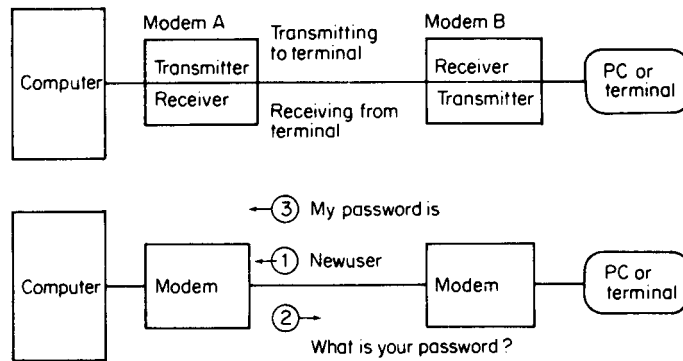 Modem A
Transmitting
to terminal
Modem B
Computer
Transmitter
Receiver
Receiving from
terminal
Receiver
Transmitter
PC or
terminal
← ③ My password is
← ① Newuser
Computer
Modem
② →
What is your password?
Modem
PC or
terminal